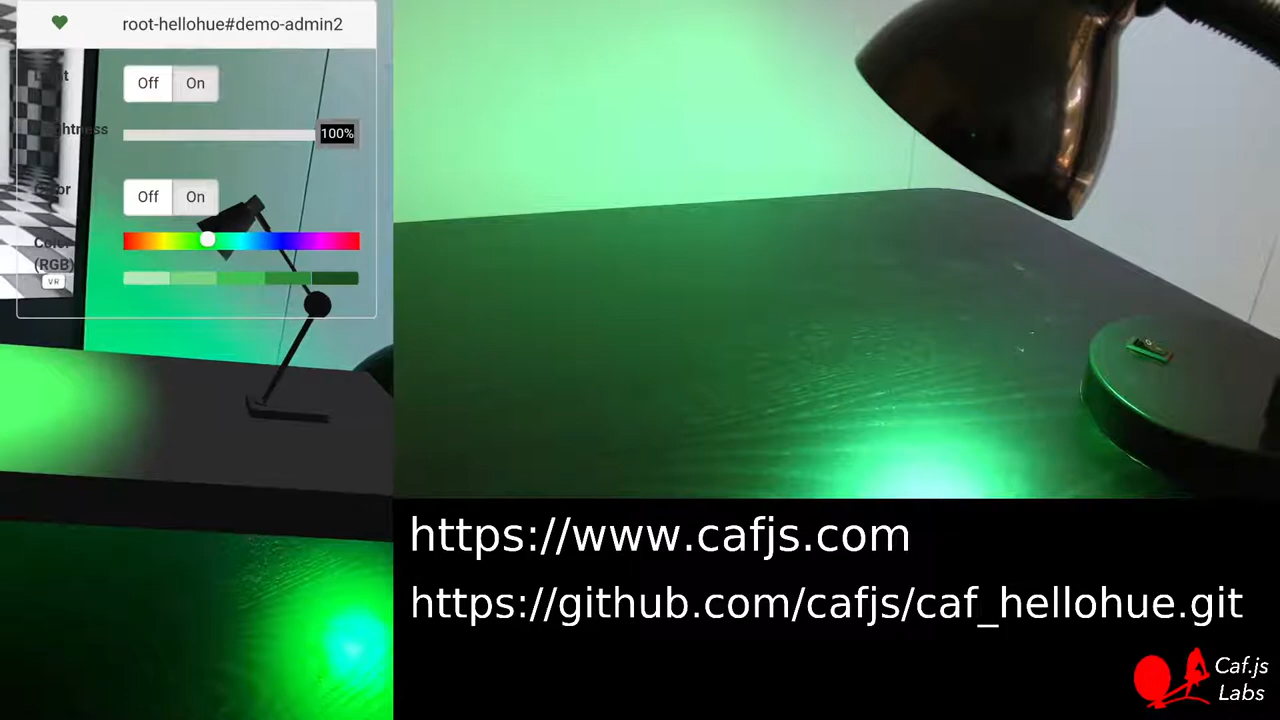 root-hellohue#demo-admin2
Off On
100%
Off On
(RGB)
VR
https://www.cafjs.com
https://github.com/cafjs/caf_hellohue.git
Caf.js
Labs